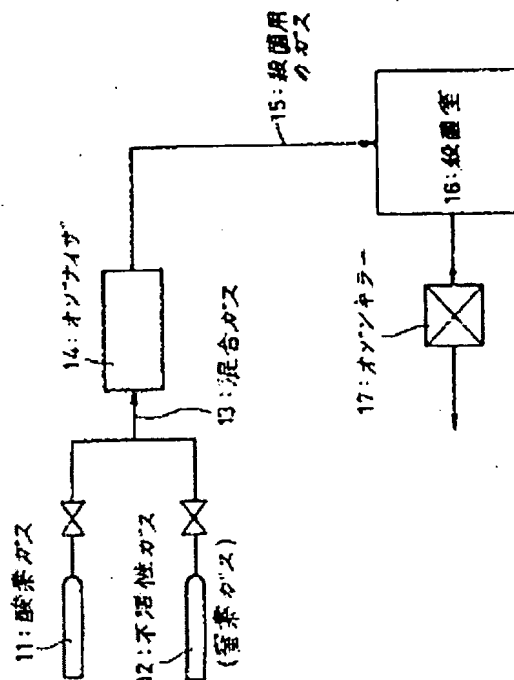 11:酸素ガス
12:不活性ガス
(窒素ガス)
13:混合ガス
14:オゾナイザ
15:殺菌用
のガス
16:殺菌室
17:オゾンキラー